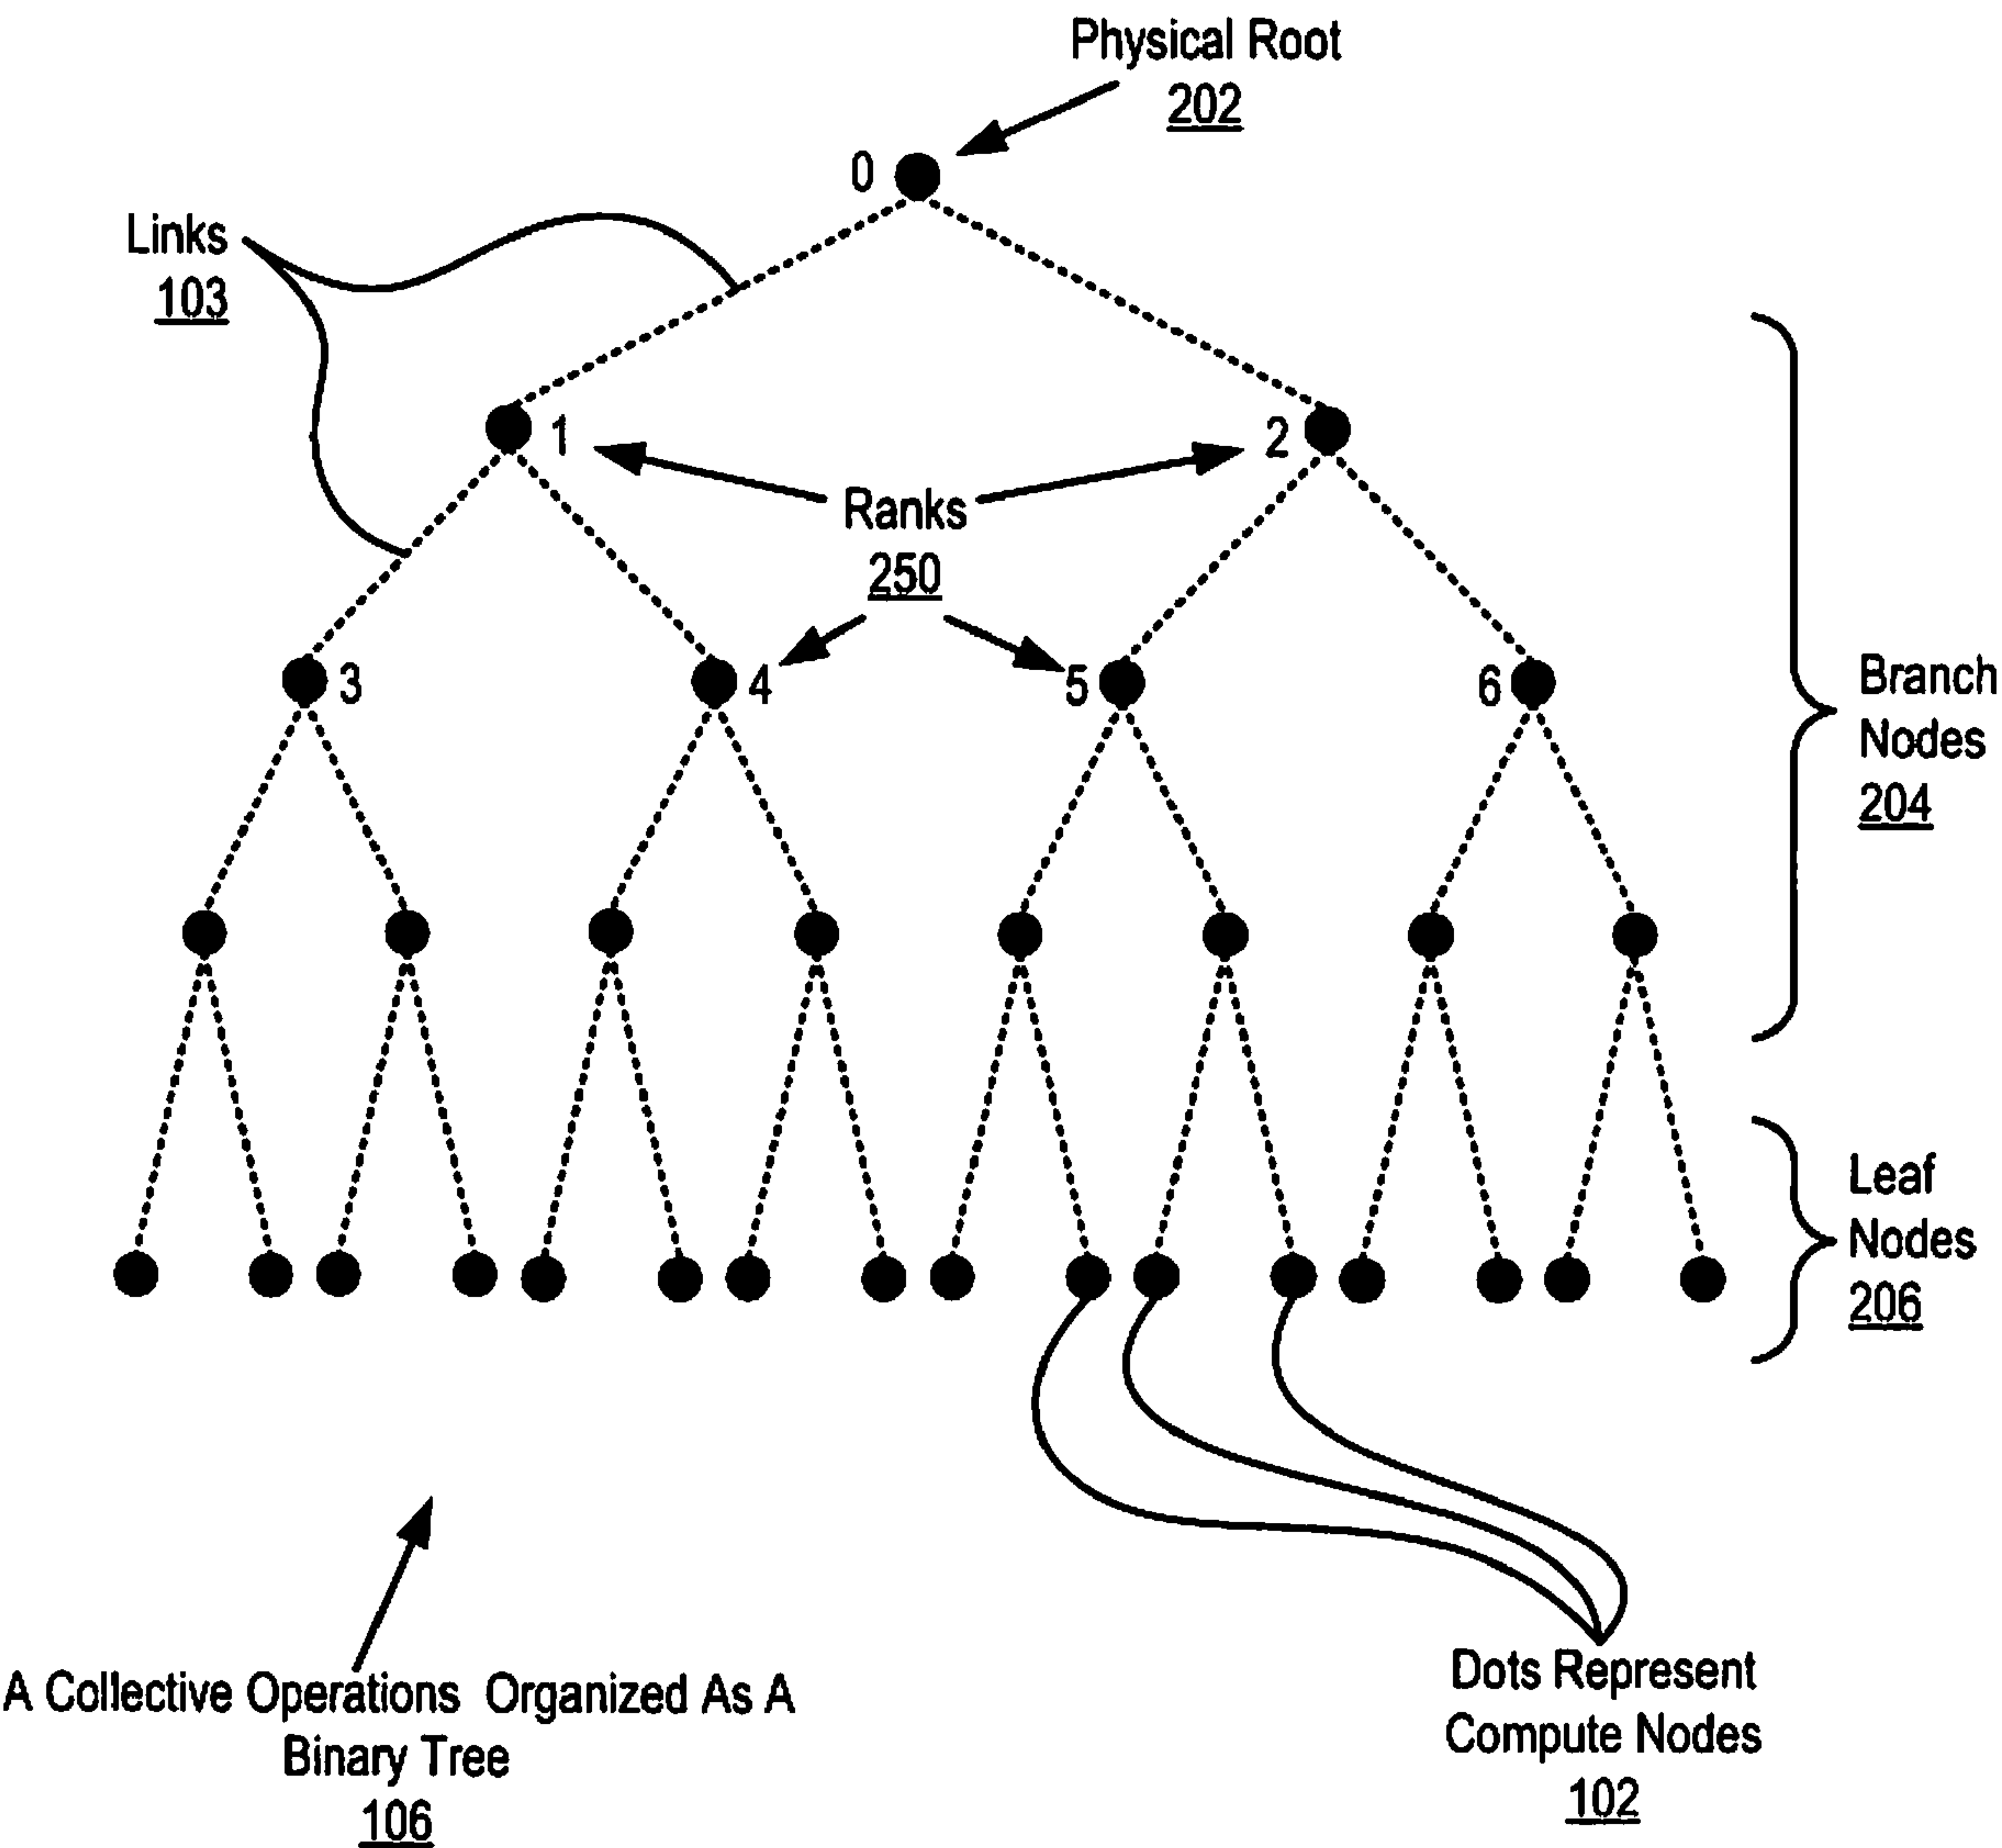 Physical Root
202
0
Links
103
1
2
Ranks
250
3
4
5
6
Branch
Nodes
204
Leaf
Nodes
206
A Collective Operations Organized As A
Binary Tree
106
Dots Represent
Compute Nodes
102